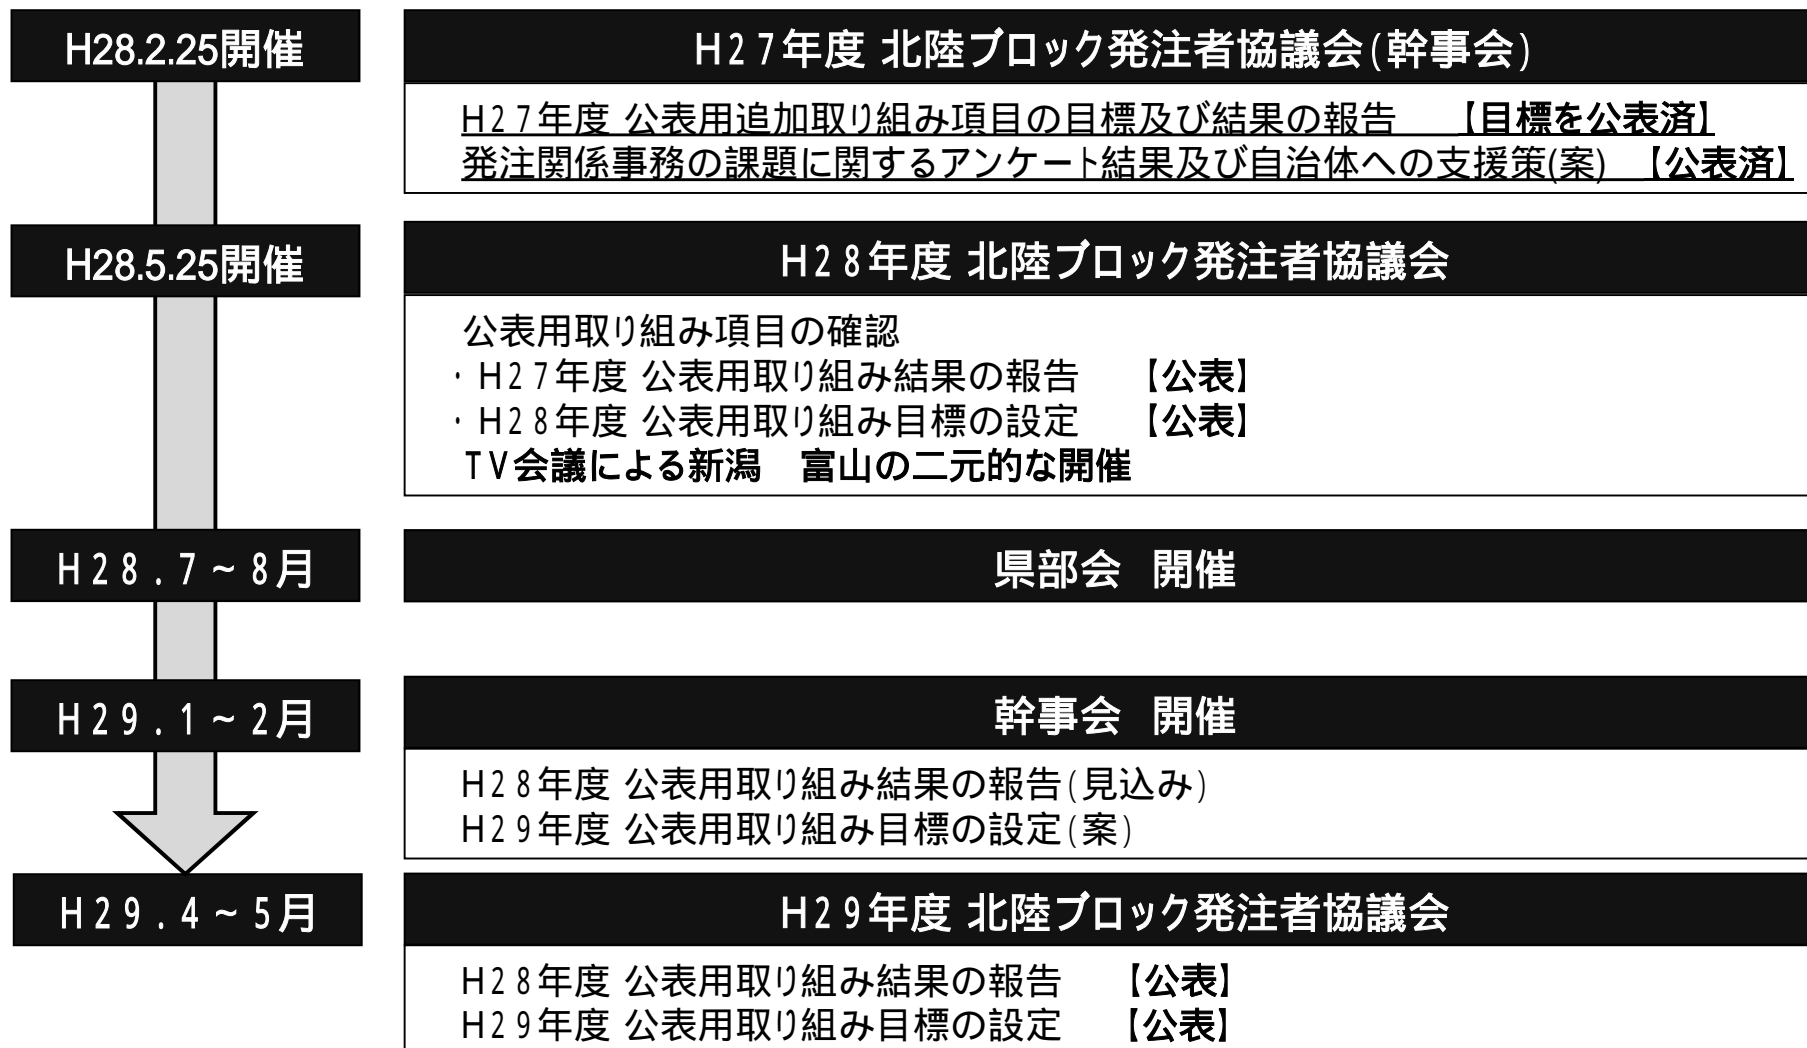 H28.2.25開催
H27年度 北陸ブロック発注者協議会(幹事会)
H27年度 公表用追加取り組み項目の目標及び結果の報告 【目標を公表済】
発注関係事務の課題に関するアンケート結果及び自治体への支援策(案) 【公表済】
H28.5.25開催
H28年度 北陸ブロック発注者協議会
公表用取り組み項目の確認
・H27年度 公表用取り組み結果の報告 【公表】
・H28年度 公表用取り組み目標の設定 【公表】
TV会議による新潟 富山の二元的な開催
H28.7~8月
県部会 開催
H29.1~2月
幹事会 開催
H28年度 公表用取り組み結果の報告(見込み)
H29年度 公表用取り組み目標の設定(案)
H29.4~5月
H29年度 北陸ブロック発注者協議会
H28年度 公表用取り組み結果の報告 【公表】
H29年度 公表用取り組み目標の設定 【公表】